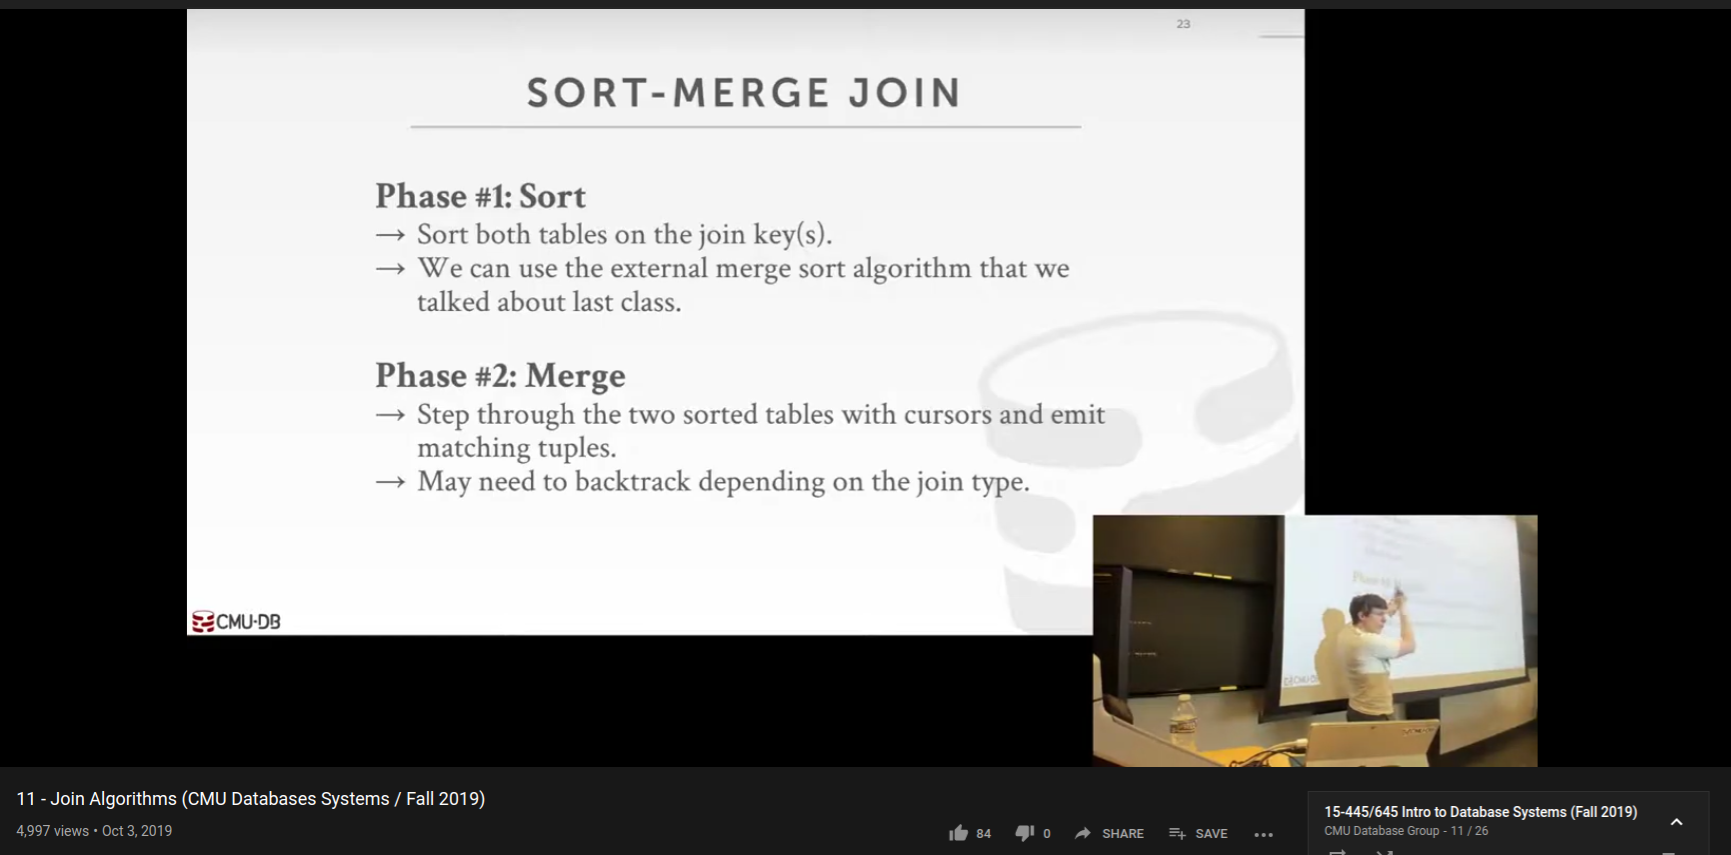 23
SORT-MERGE JOIN
Phase #1: Sort
→ Sort both tables on the join key(s).
→ We can use the external merge sort algorithm that we
talked about last class.
Phase #2: Merge
→ Step through the two sorted tables with cursors and emit
matching tuples.
→ May need to backtrack depending on the join type.
CMU·DB
11 - Join Algorithms (CMU Databases Systems / Fall 2019)
4,997 views • Oct 3, 2019
84
0
SHARE
SAVE
15-445/645 Intro to Database Systems (Fall 2019)
CMU Database Group - 11 / 26